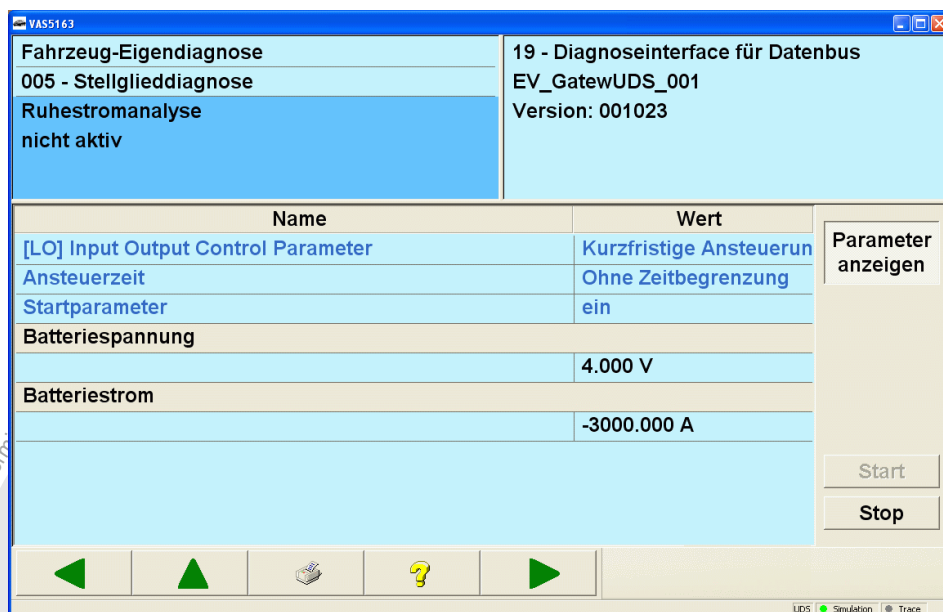 VAS5163
Fahrzeug-Eigendiagnose
005 - Stellglieddiagnose
Ruhestromanalyse
nicht aktiv
19 - Diagnoseinterface für Datenbus
EV_GatewUDS_001
Version: 001023
Name Wert
[LO] Input Output Control Parameter Kurzfristige Ansteuerun
Ansteuerzeit Ohne Zeitbegrenzung
Startparameter ein
Batteriespannung
4.000 V
Batteriestrom
-3000.000 A
Parameter
anzeigen
Start
Stop
UDS Simulation Trace